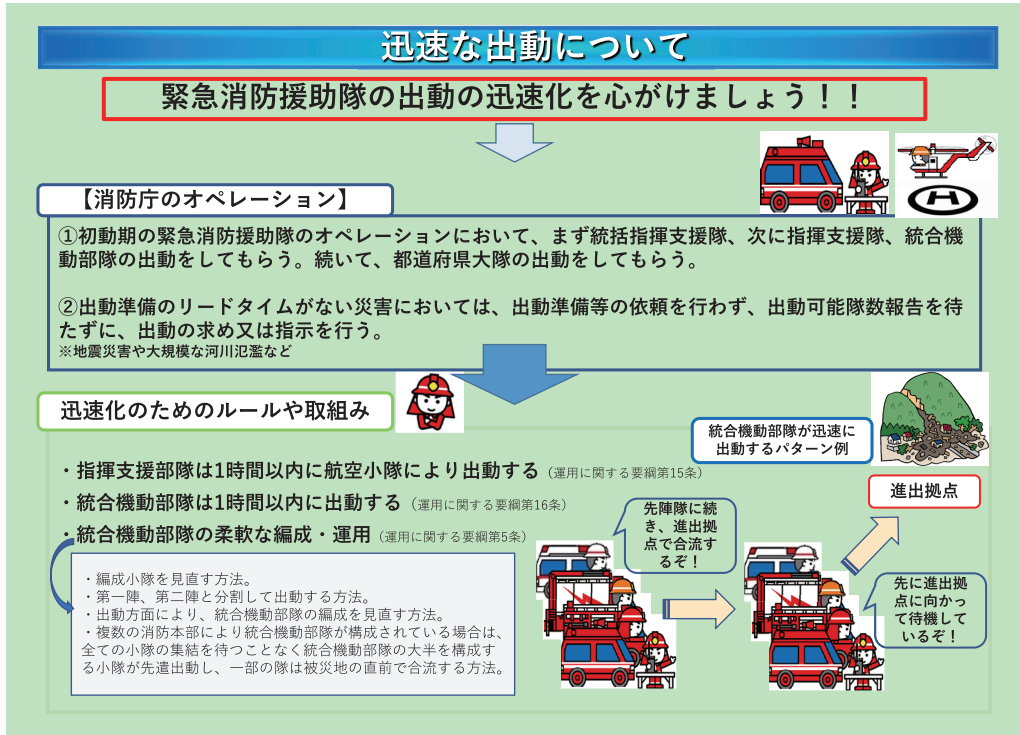 迅速な出動について
緊急消防援助隊の出動の迅速化を心がけましょう!!
【消防庁のオペレーション】
①初動期の緊急消防援助隊のオペレーションにおいて、まず統括指揮支援隊、次に指揮支援隊、統合機
動部隊の出動をしてもらう。続いて、都道府県大隊の出動をしてもらう。
②出動準備のリードタイムがない災害においては、出動準備等の依頼を行わず、出動可能隊数報告を待
たずに、出動の求め又は指示を行う。
※地震災害や大規模な河川氾濫など
迅速化のためのルールや取組み
統合機動部隊が迅速に
出動するパターン例
・指揮支援部隊は1時間以内に航空小隊により出動する(運用に関する要綱第15条)
・統合機動部隊は1時間以内に出動する(運用に関する要綱第16条)
・統合機動部隊の柔軟な編成・運用(運用に関する要綱第5条)
・編成小隊を見直す方法。
・第一陣、第二陣と分割して出動する方法。
・出動方面により、統合機動部隊の編成を見直す方法。
・複数の消防本部により統合機動部隊が構成されている場合は、
全ての小隊の集結を待つことなく統合機動部隊の大半を構成す
る小隊が先遣出動し、一部の隊は被災地の直前で合流する方法。
先陣隊に続
き、進出拠
点で合流す
るぞ!
進出拠点
先に進出拠
点に向かっ
て待機して
いるぞ!
H